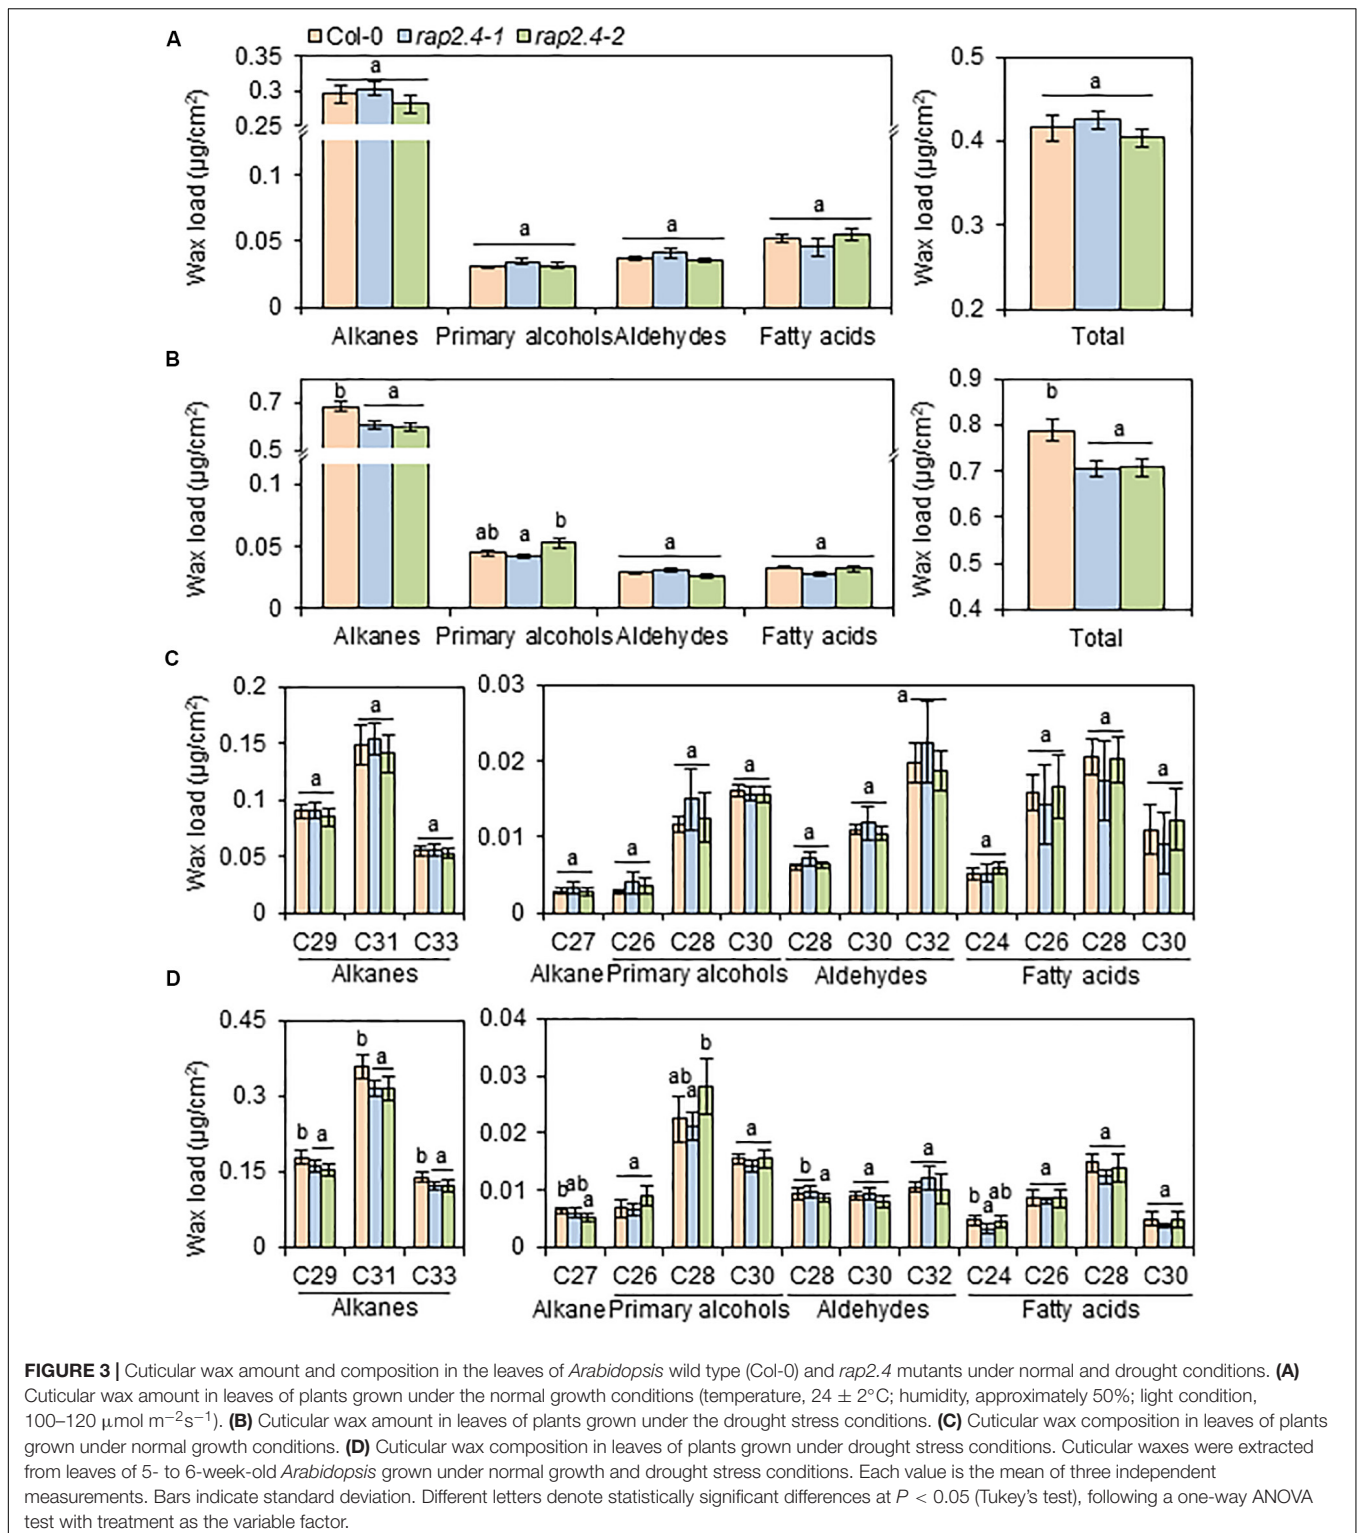 A
Col-0 rap2.4-1 rap2.4-2
0.35
0.3
0.25
0.1
0.05
0
Wax load (µg/cm²)
a
a
a
a
Alkanes
Primary alcohols
Aldehydes
Fatty acids
0.5
0.4
0.3
0.2
Wax load (µg/cm²)
a
Total
B
0.7
0.5
0.1
0.05
0
Wax load (µg/cm²)
b a
ab a b
a
a
Alkanes
Primary alcohols
Aldehydes
Fatty acids
0.9
0.8
0.7
0.6
0.5
0.4
Wax load (µg/cm²)
b a
Total
C
0.2
0.15
0.1
0.05
0
Wax load (µg/cm²)
a a a
C29 C31 C33
Alkanes
0.03
0.02
0.01
0
a a a a a a a a a a a
C27 C26 C28 C30 C28 C30 C32 C24 C26 C28 C30
Alkane Primary alcohols Aldehydes Fatty acids
D
0.45
0.3
0.15
0
Wax load (µg/cm²)
b a b a b a
C29 C31 C33
Alkanes
0.04
0.03
0.02
0.01
0
b ab a a ab a b a b a a a b a ab a a a
C27 C26 C28 C30 C28 C30 C32 C24 C26 C28 C30
Alkane Primary alcohols Aldehydes Fatty acids
FIGURE 3 | Cuticular wax amount and composition in the leaves of Arabidopsis wild type (Col-0) and rap2.4 mutants under normal and drought conditions. (A)
Cuticular wax amount in leaves of plants grown under the normal growth conditions (temperature, 24 ± 2°C; humidity, approximately 50%; light condition,
100–120 µmol m−2s−1). (B) Cuticular wax amount in leaves of plants grown under the drought stress conditions. (C) Cuticular wax composition in leaves of plants
grown under normal growth conditions. (D) Cuticular wax composition in leaves of plants grown under drought stress conditions. Cuticular waxes were extracted
from leaves of 5- to 6-week-old Arabidopsis grown under normal growth and drought stress conditions. Each value is the mean of three independent
measurements. Bars indicate standard deviation. Different letters denote statistically significant differences at P < 0.05 (Tukey's test), following a one-way ANOVA
test with treatment as the variable factor.